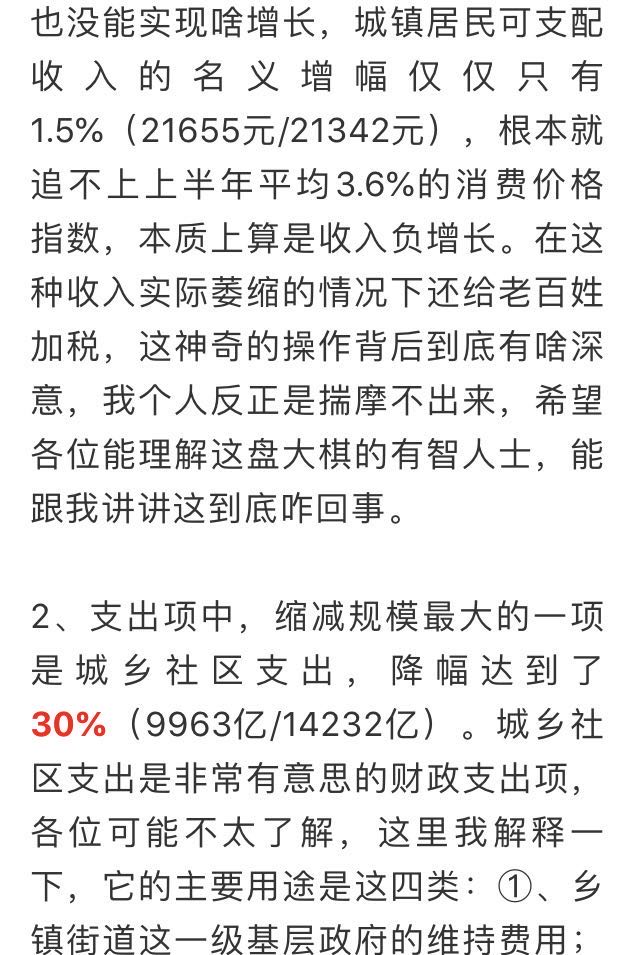 也没能实现啥增长，城镇居民可支配
收入的名义增幅仅仅只有
1.5%（21655元/21342元），根本就
追不上上半年平均3.6%的消费价格
指数，本质上算是收入负增长。在这
种收入实际萎缩的情况下还给老百姓
加税，这神奇的操作背后到底有啥深
意，我个人反正是揣摩不出来，希望
各位能理解这盘大棋的有智人士，能
跟我讲讲这到底咋回事。
2、支出项中，缩减规模最大的一项
是城乡社区支出，降幅达到了
30%（9963亿/14232亿）。城乡社
区支出是非常有意思的财政支出项，
各位可能不太了解，这里我解释一
下，它的主要用途是这四类：①、乡
镇街道这一级基层政府的维持费用；